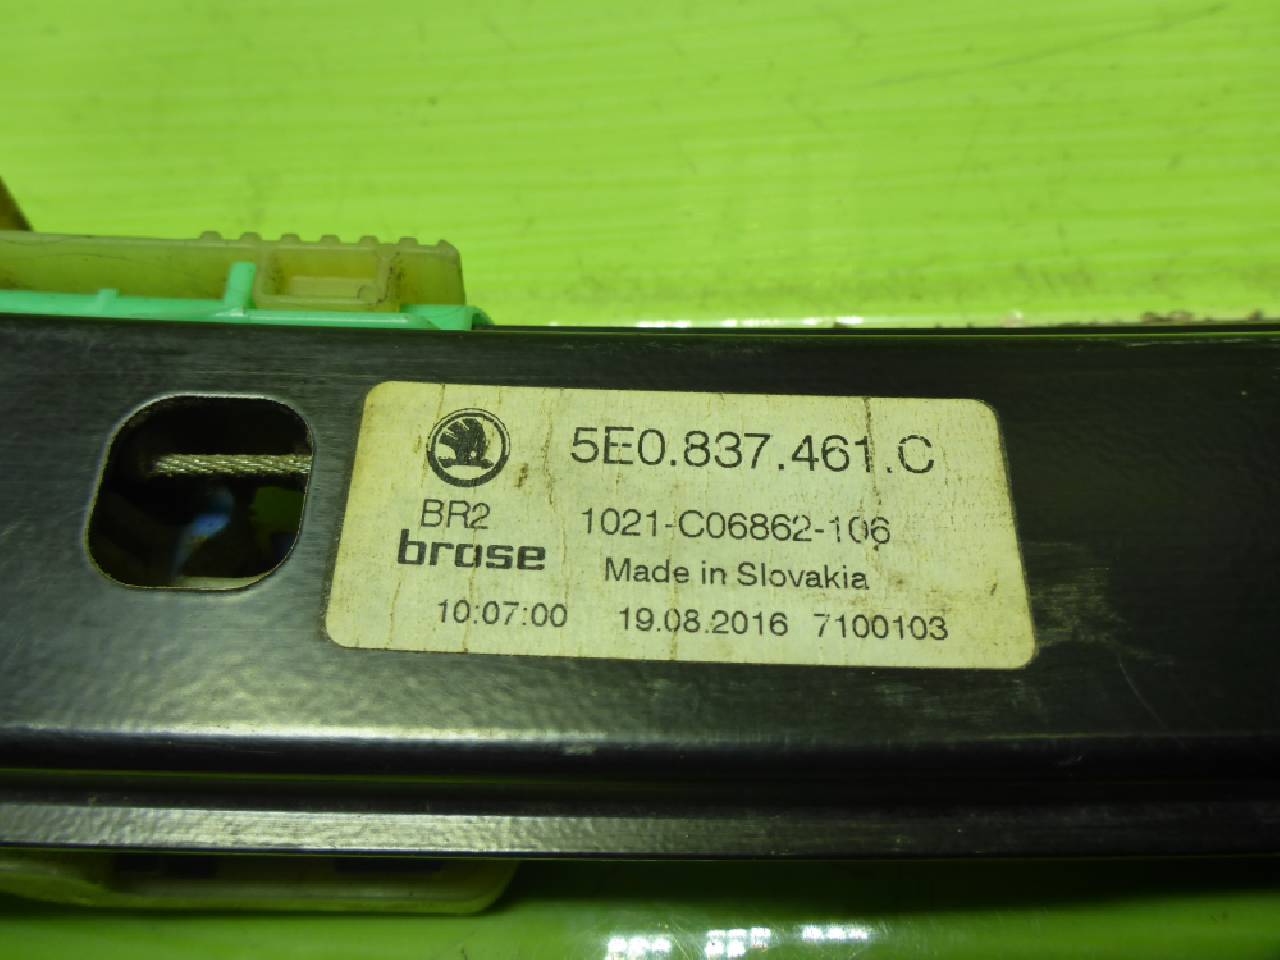 5E0.837.461.C
BR2 1021-C06862-106
brose Made in Slovakia
10:07:00 19.08.2016 7100103